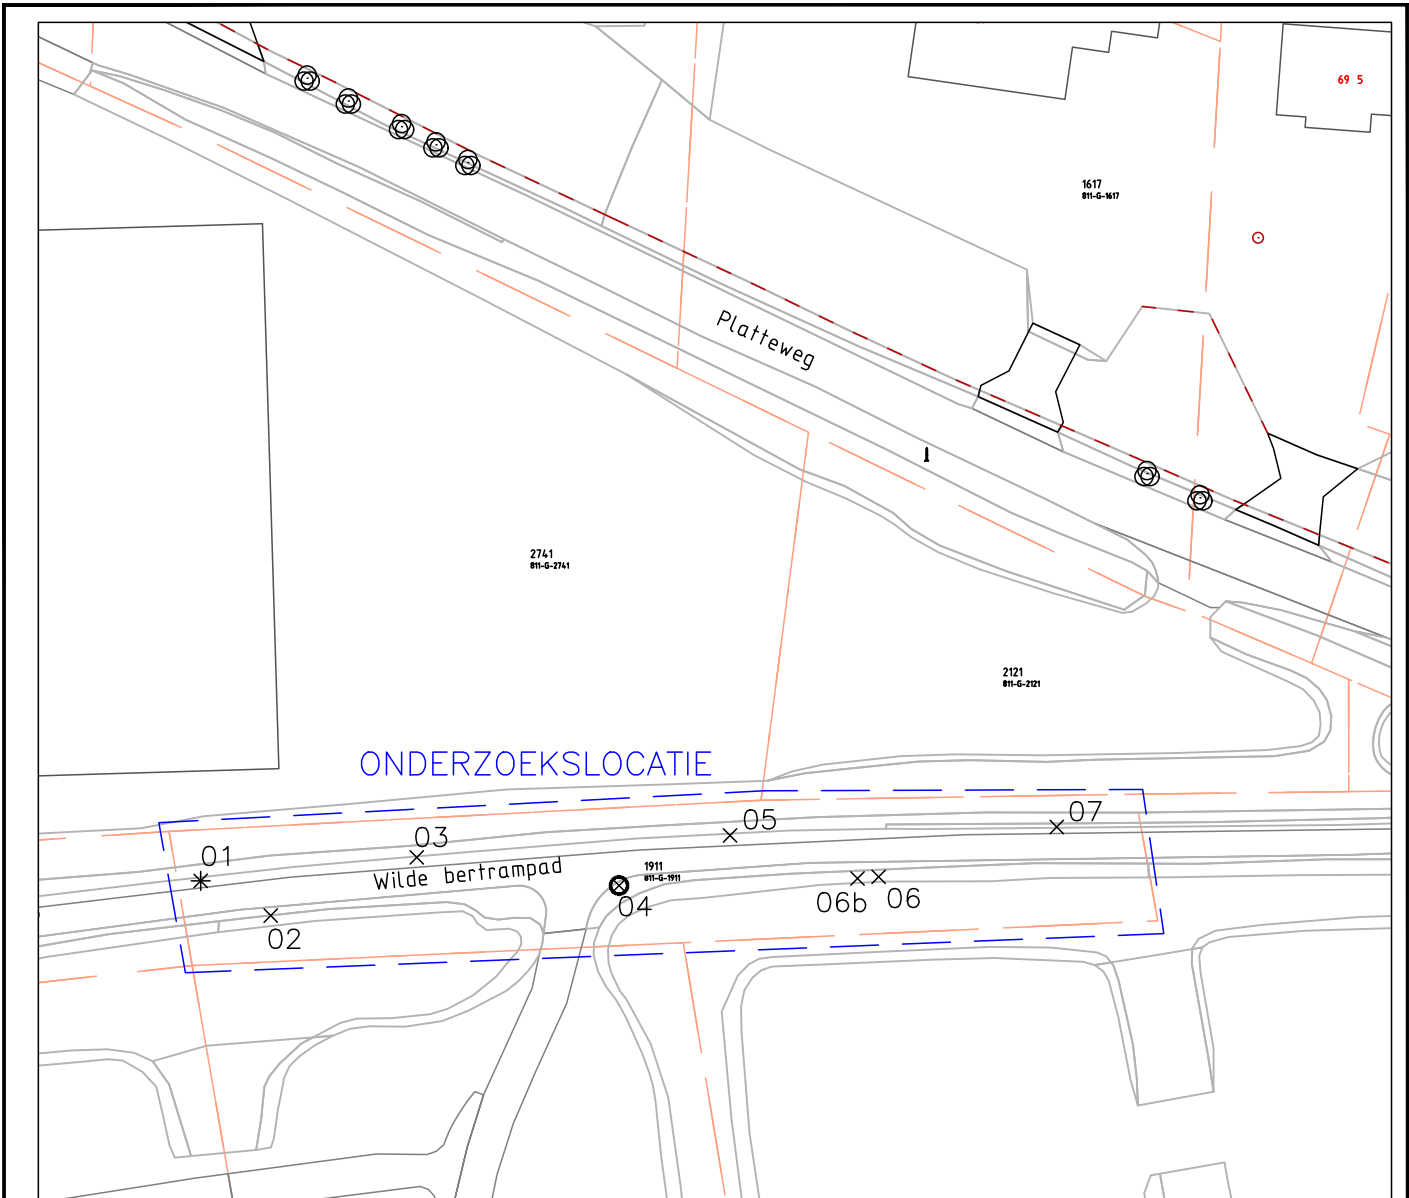 69 5
1617
811-G-1617
Platteweg
2741
811-G-2741
2121
811-G-2121
ONDERZOEKSLOCATIE
07
05
03
01
Wilde bertrampad
1911
811-G-1911
04
06b
06
02